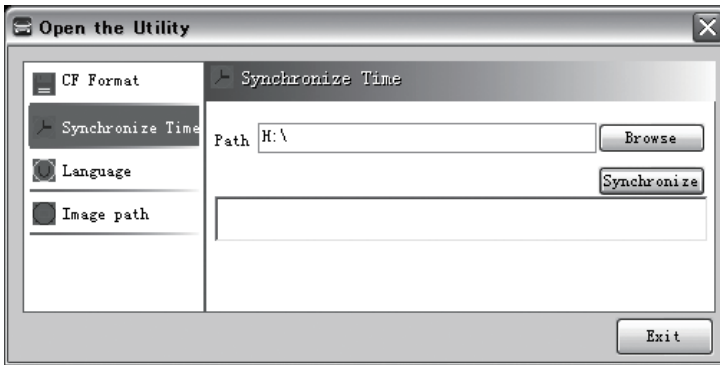 Open the Utility
CF Format
Synchronize Time
Language
Image path
Synchronize Time
Path H:\ Browse
Synchronize
Exit